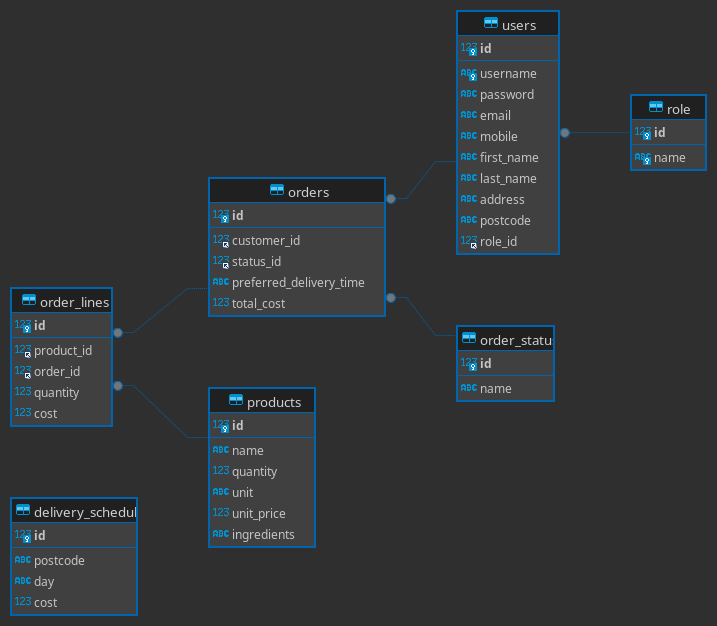 users
id
username
password
email
mobile
first_name
last_name
address
postcode
role_id
role
id
name
orders
id
customer_id
status_id
preferred_delivery_time
total_cost
order_lines
id
product_id
order_id
quantity
cost
order_statu
id
name
products
id
name
quantity
unit
unit_price
ingredients
delivery_schedul
id
postcode
day
cost